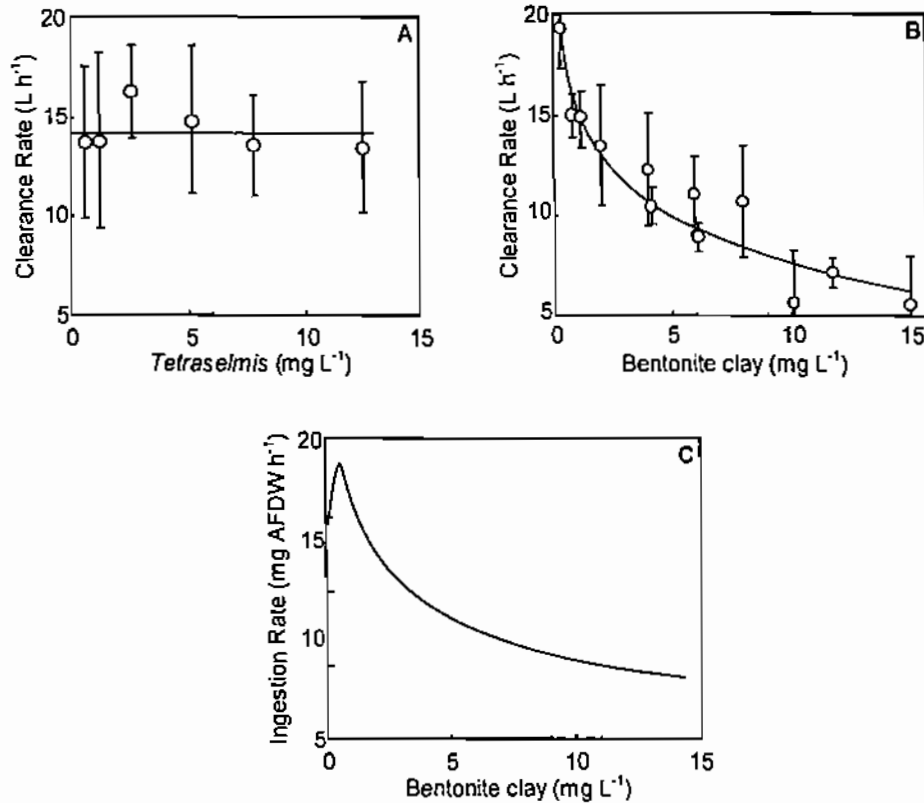 20
15
10
5
Clearance Rate (L h⁻¹)
A
0
5
10
15
Tetraselmis (mg L⁻¹)
20
15
10
5
Clearance Rate (L h⁻¹)
B
0
5
10
15
Bentonite clay (mg L⁻¹)
20
15
10
5
Ingestion Rate (mg AFDW h⁻¹)
C
0
5
10
15
Bentonite clay (mg L⁻¹)